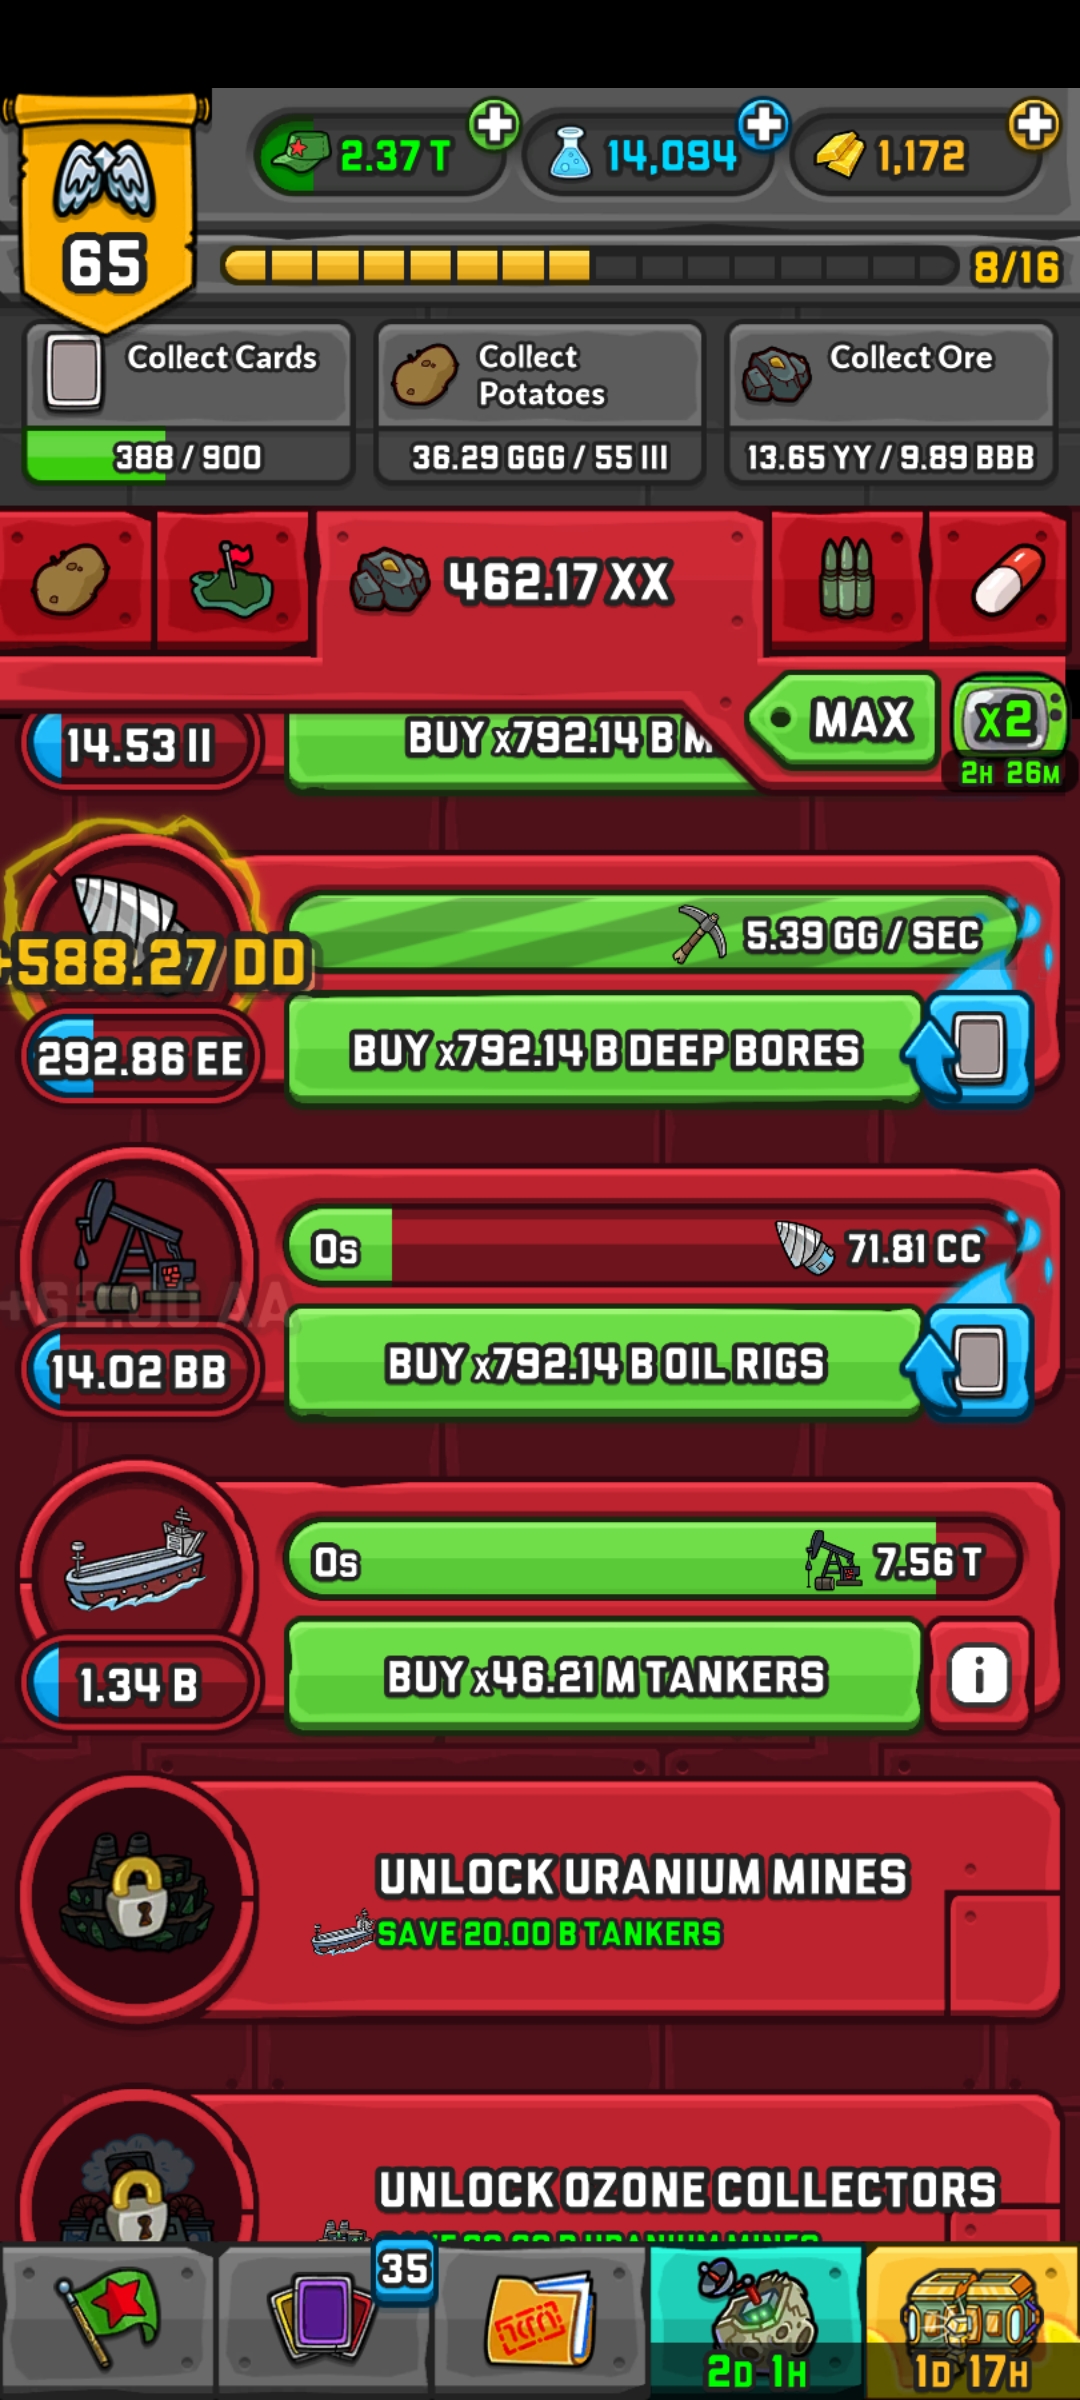 2.37 T
14,094
1,172
65
8/16
Collect Cards
388 / 900
Collect
Potatoes
36.29 GGG / 55 III
Collect Ore
13.65 YY / 9.89 BBB
462.17 XX
MAX
x2
2H 26M
14.53 II
BUY x792.14 B M
5.39 GG / SEC
+588.27 DD
292.86 EE
BUY x792.14 B DEEP BORES
0s
71.81 CC
14.02 BB
BUY x792.14 B OIL RIGS
0s
7.56 T
1.34 B
BUY x46.21 M TANKERS
i
UNLOCK URANIUM MINES
SAVE 20.00 B TANKERS
UNLOCK OZONE COLLECTORS
URANIUM MINES
35
2D 1H
1D 17H